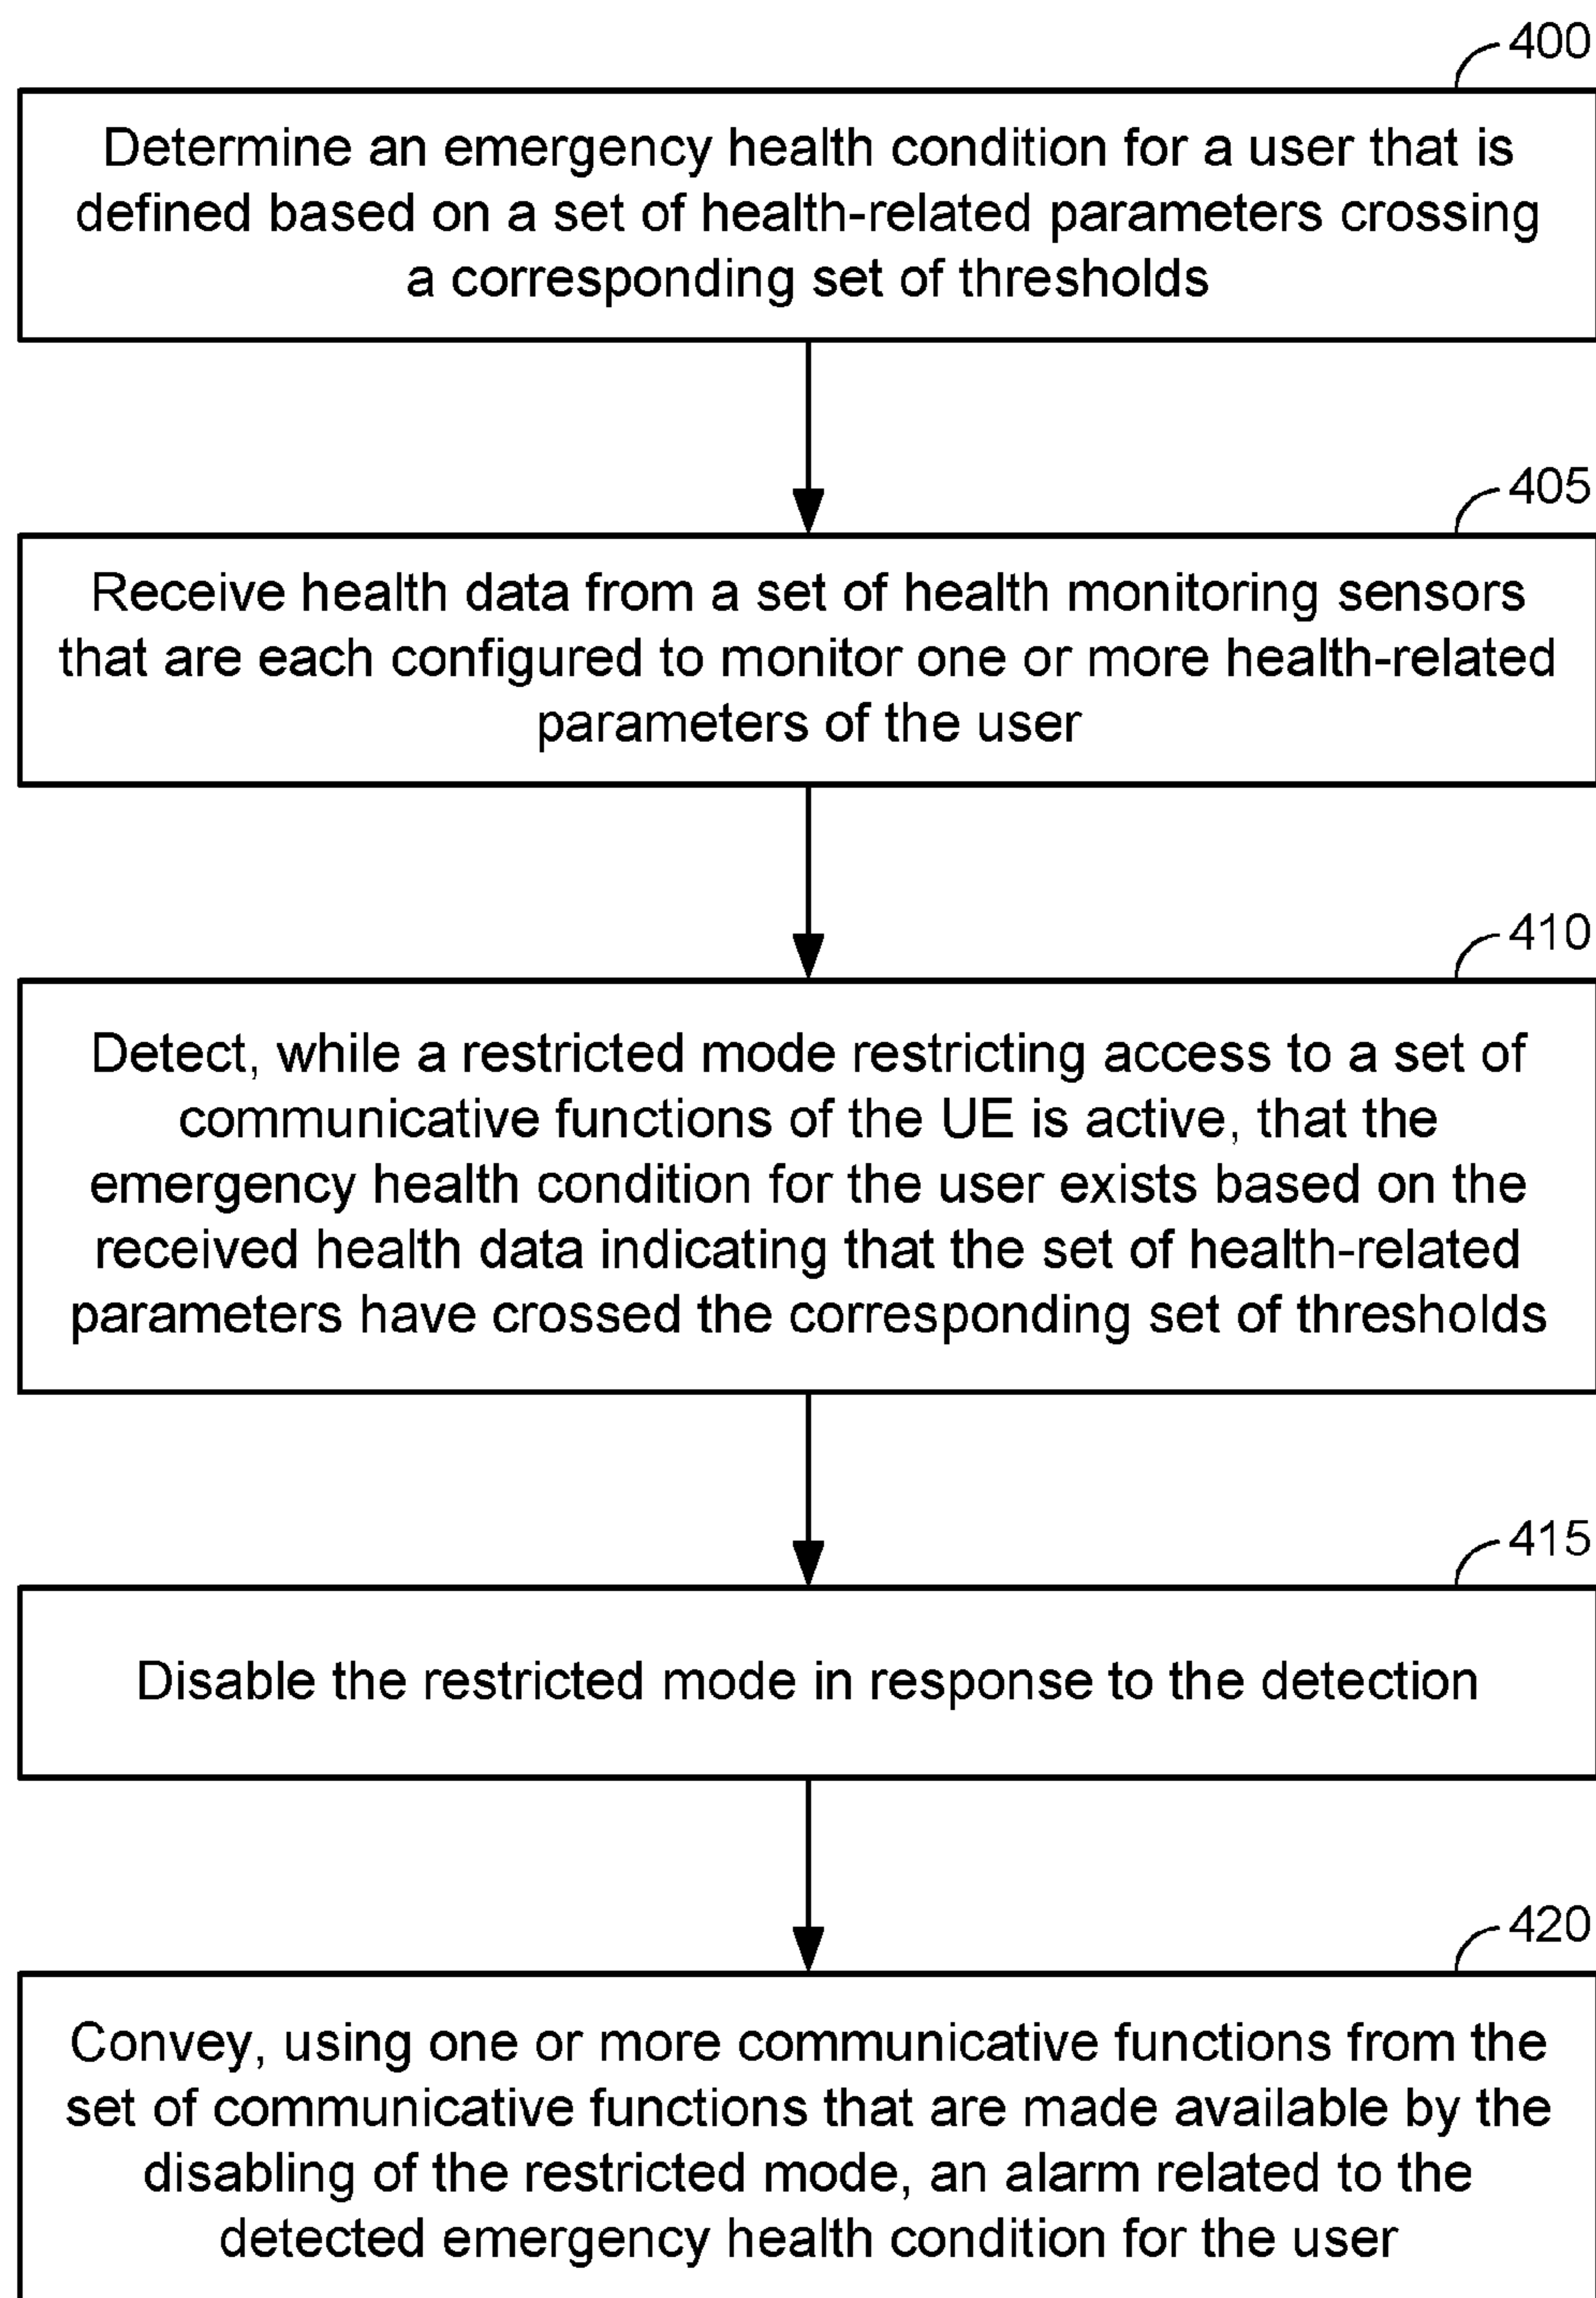 400
Determine an emergency health condition for a user that is
defined based on a set of health-related parameters crossing
a corresponding set of thresholds
405
Receive health data from a set of health monitoring sensors
that are each configured to monitor one or more health-related
parameters of the user
410
Detect, while a restricted mode restricting access to a set of
communicative functions of the UE is active, that the
emergency health condition for the user exists based on the
received health data indicating that the set of health-related
parameters have crossed the corresponding set of thresholds
415
Disable the restricted mode in response to the detection
420
Convey, using one or more communicative functions from the
set of communicative functions that are made available by the
disabling of the restricted mode, an alarm related to the
detected emergency health condition for the user